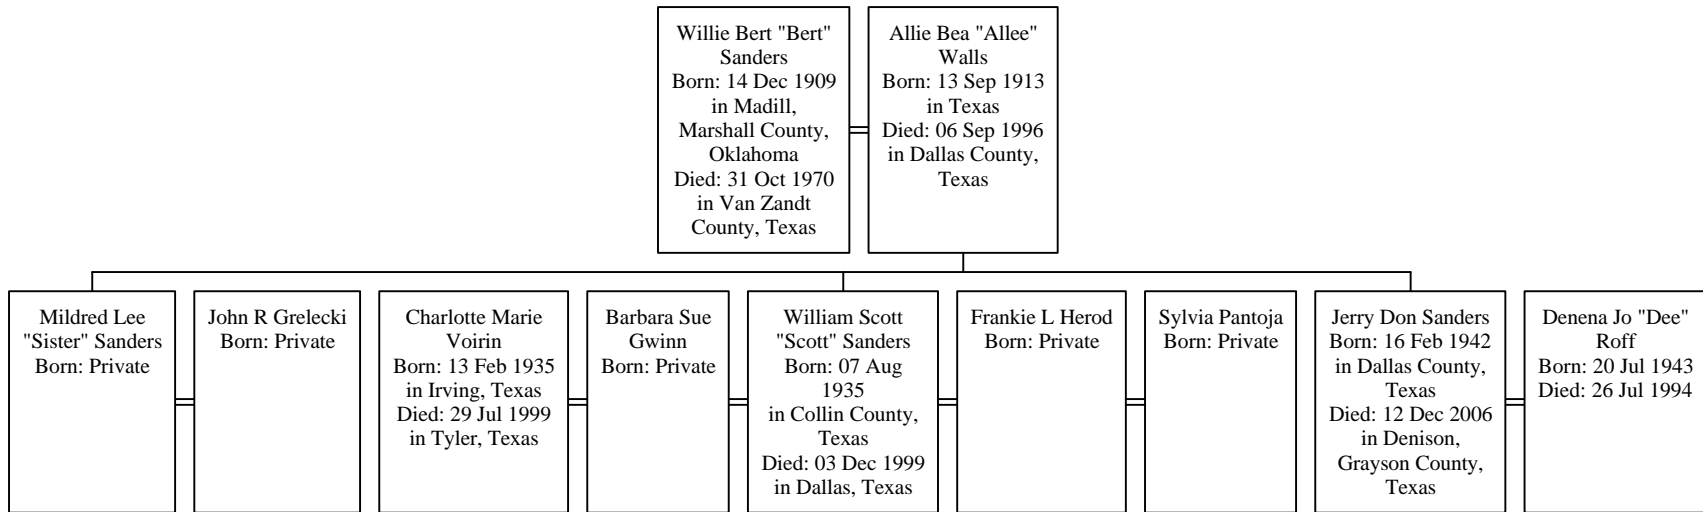 Willie Bert "Bert"
Sanders
Born: 14 Dec 1909
in Madill,
Marshall County,
Oklahoma
Died: 31 Oct 1970
in Van Zandt
County, Texas
Allie Bea "Allee"
Walls
Born: 13 Sep 1913
in Texas
Died: 06 Sep 1996
in Dallas County,
Texas
Mildred Lee
"Sister" Sanders
Born: Private
John R Grelecki
Born: Private
Charlotte Marie
Voirin
Born: 13 Feb 1935
in Irving, Texas
Died: 29 Jul 1999
in Tyler, Texas
Barbara Sue
Gwinn
Born: Private
William Scott
"Scott" Sanders
Born: 07 Aug
1935
in Collin County,
Texas
Died: 03 Dec 1999
in Dallas, Texas
Frankie L Herod
Born: Private
Sylvia Pantoja
Born: Private
Jerry Don Sanders
Born: 16 Feb 1942
in Dallas County,
Texas
Died: 12 Dec 2006
in Denison,
Grayson County,
Texas
Denena Jo "Dee"
Roff
Born: 20 Jul 1943
Died: 26 Jul 1994